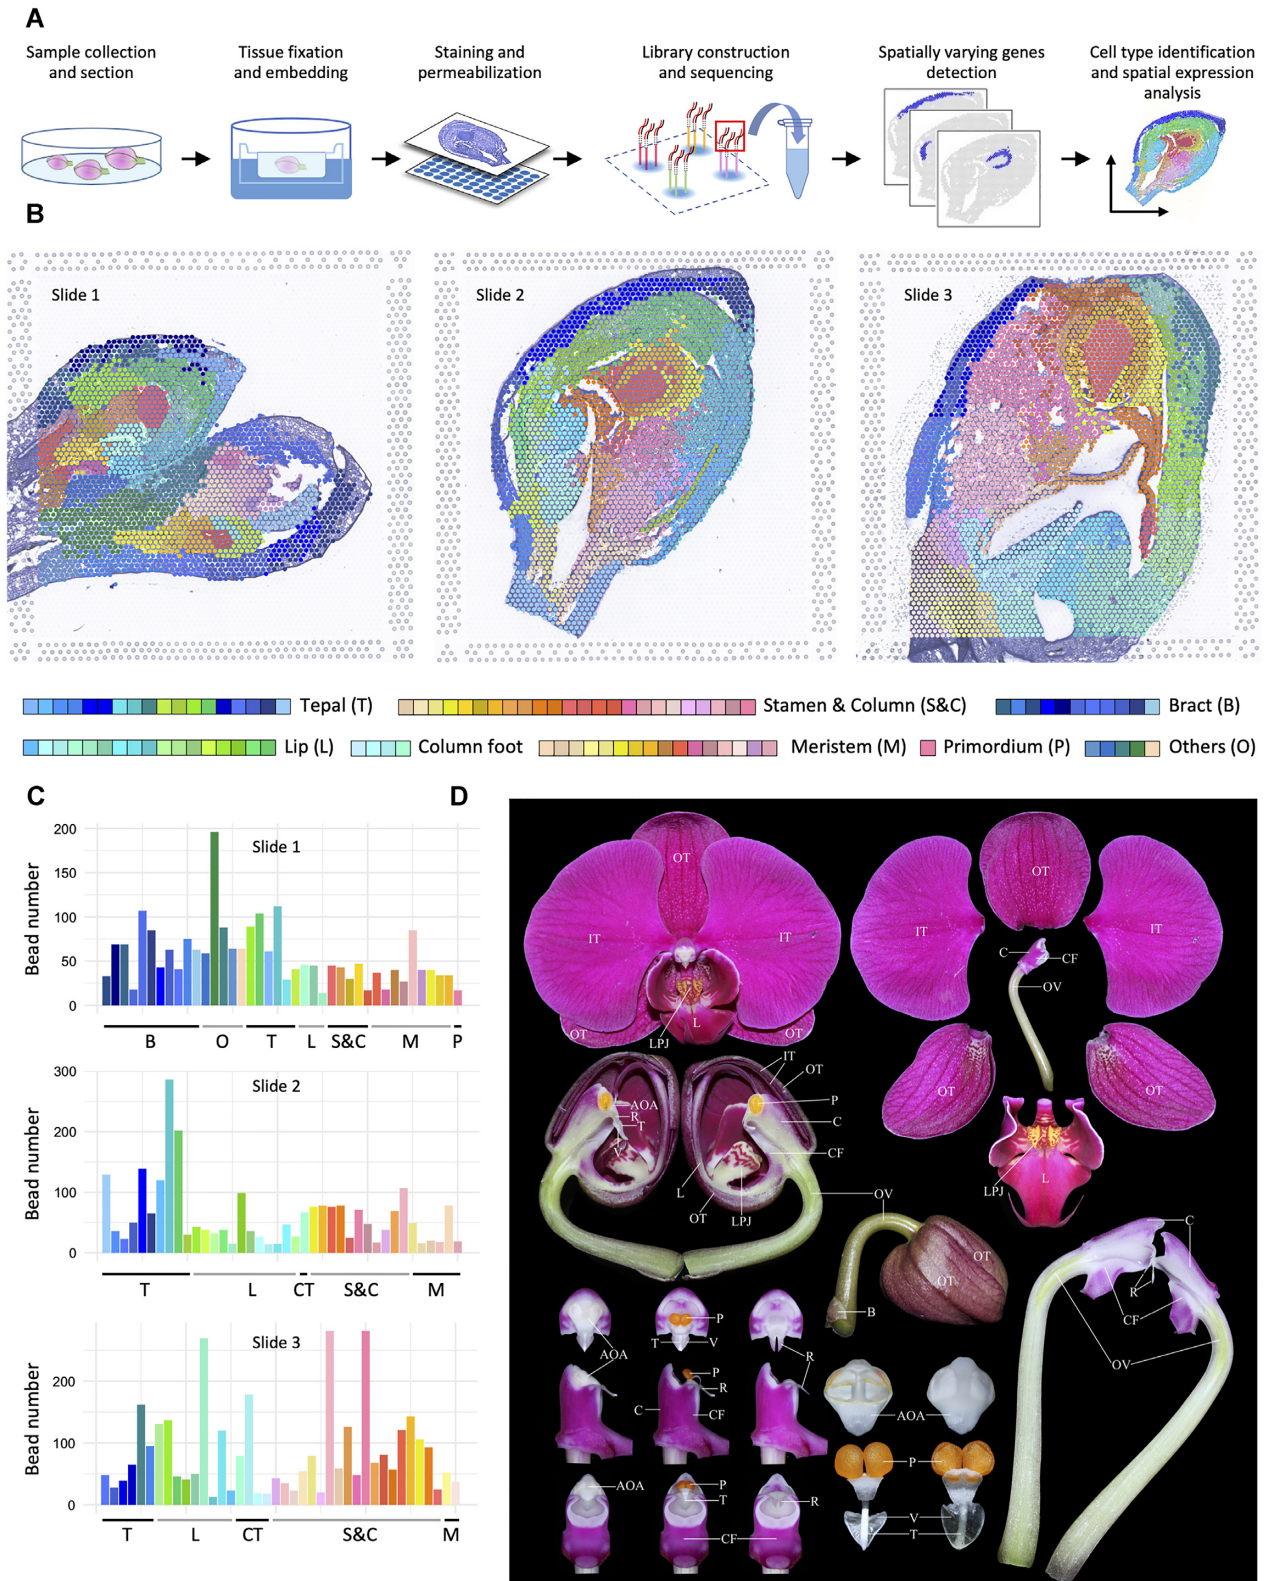 A
Sample collection
and section
Tissue fixation
and embedding
Staining and
permeabilization
Library construction
and sequencing
Spatially varying genes
detection
Cell type identification
and spatial expression
analysis
B
Slide 1
Slide 2
Slide 3
Tepal (T)
Stamen & Column (S&C)
Bract (B)
Lip (L)
Column foot
Meristem (M)
Primordium (P)
Others (O)
C
Bead number
200
150
100
50
0
Slide 1
B O T L S&C M P
Bead number
300
200
100
0
Slide 2
T L CT S&C M
Bead number
200
100
0
Slide 3
T L CT S&C M
D
OT
IT
IT
LPJ
L
OT
OT
OT
IT
IT
C
CF
OV
OT
OT
LPJ
L
IT
OT
AOA
R
T
P
C
CF
L
OT
LPJ
OV
OT
OT
B
C
R
CF
OV
AOA
P
T
V
R
P
R
C
CF
AOA
P
T
R
CF
AOA
P
V
T